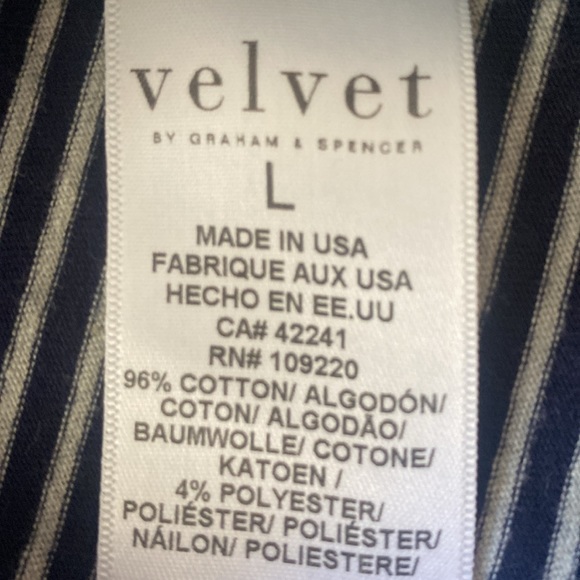 velvet
BY GRAHAM & SPENCER
L
MADE IN USA
FABRIQUE AUX USA
HECHO EN EE.UU
CA# 42241
RN# 109220
96% COTTON/ ALGODÓN/
COTON/ ALGODÃO/
BAUMWOLLE/ COTONE/
KATOEN /
4% POLYESTER/
POLIÉSTER/ POLIÉSTER/
NÁILON/ POLIESTERE/